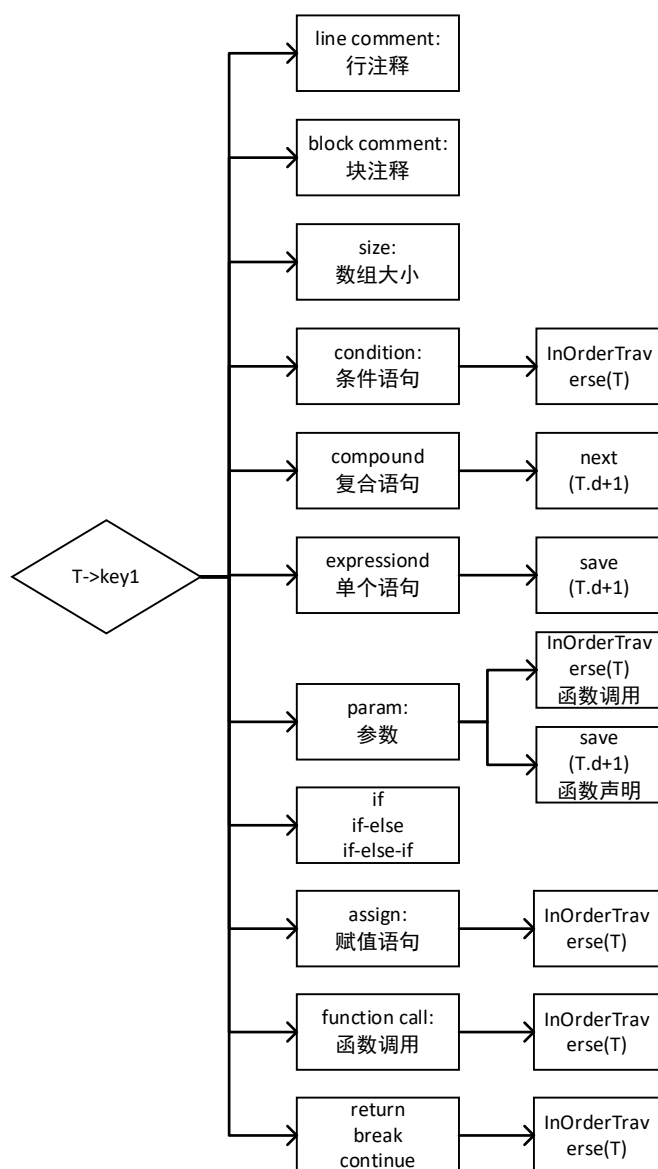 line comment:
行注释
block comment:
块注释
size:
数组大小
condition:
条件语句
InOrderTrav
erse(T)
compound
复合语句
next
(T.d+1)
T->key1
expressiond
单个语句
save
(T.d+1)
param:
参数
InOrderTrav
erse(T)
函数调用
save
(T.d+1)
函数声明
if
if-else
if-else-if
assign:
赋值语句
InOrderTrav
erse(T)
function call:
函数调用
InOrderTrav
erse(T)
return
break
continue
InOrderTrav
erse(T)